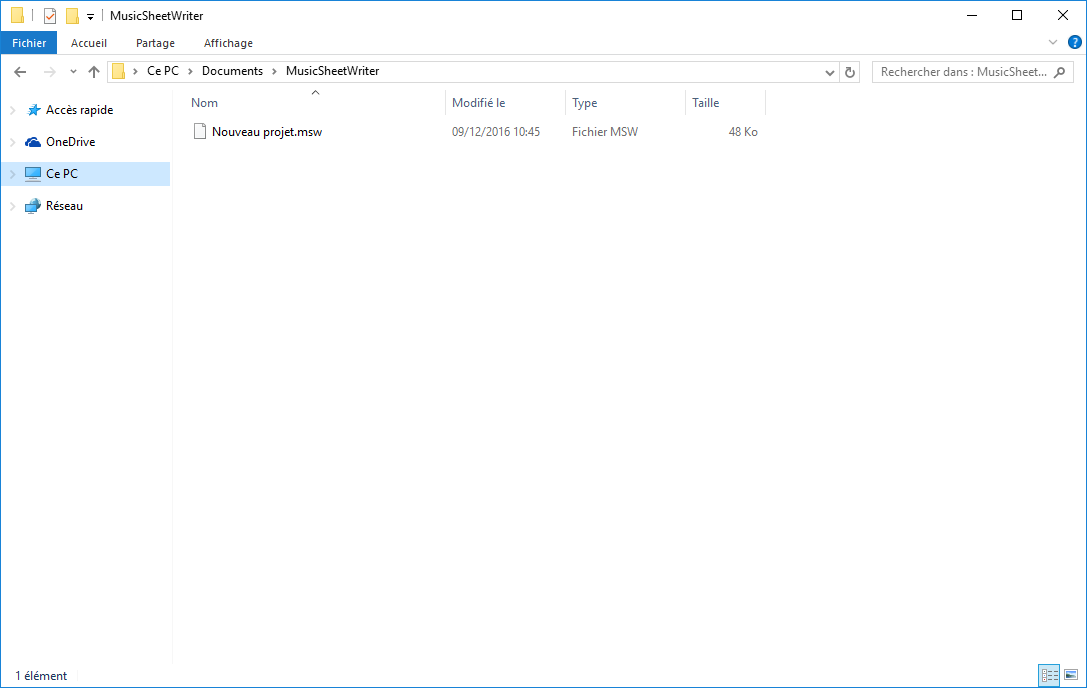 MusicSheetWriter
Fichier Accueil Partage Affichage
Ce PC Documents MusicSheetWriter Rechercher dans : MusicSheet...
Accès rapide
OneDrive
Ce PC
Réseau
Nom Modifié le Type Taille
Nouveau projet.msw 09/12/2016 10:45 Fichier MSW 48 Ko
1 élément